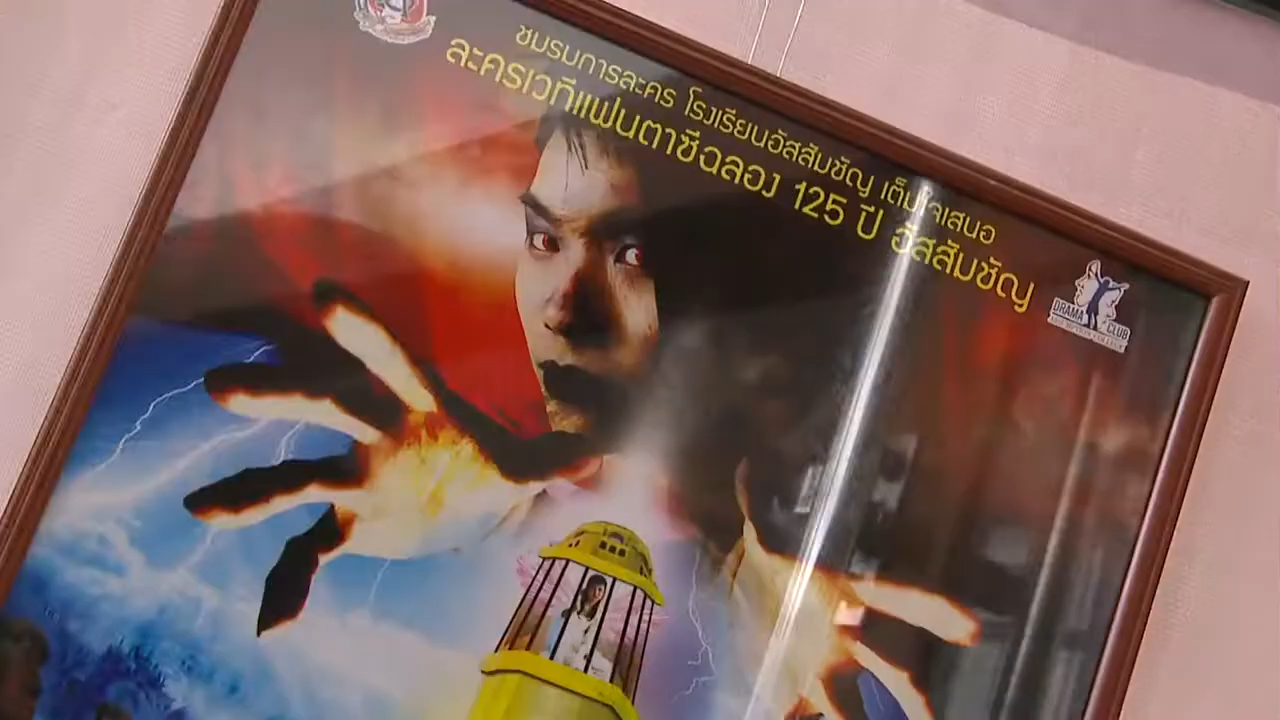 ชมรมการละคร โรงเรียนอัสสัมชัญ เต็มใจเสนอ
ละครเวทีแฟนตาซีฉลอง 125 ปี อัสสัมชัญ
DRAMA CLUB
ASSUMPTION COLLEGE